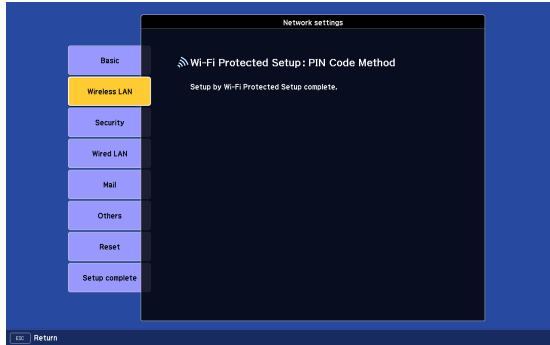 Network settings
Basic
Wireless LAN
Security
Wired LAN
Mail
Others
Reset
Setup complete
Wi-Fi Protected Setup: PIN Code Method
Setup by Wi-Fi Protected Setup complete.
ESC Return